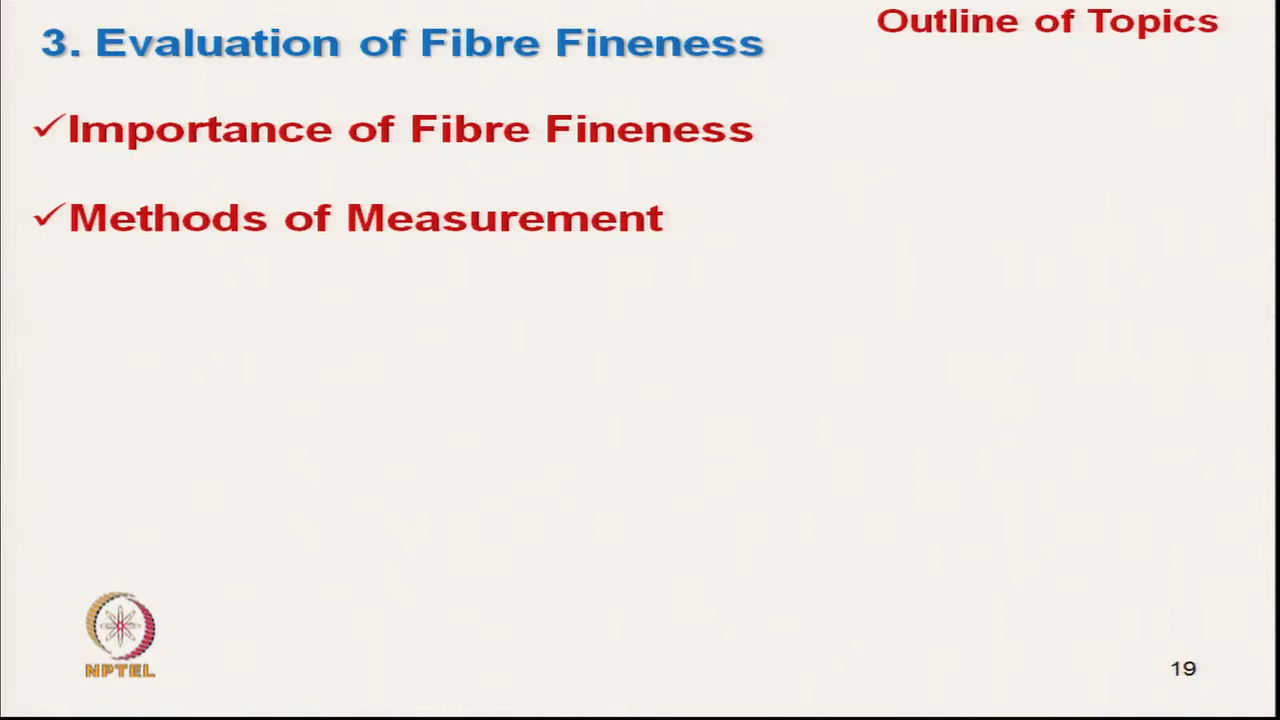 Outline of Topics
3. Evaluation of Fibre Fineness
✓Importance of Fibre Fineness
✓Methods of Measurement
NPTEL
19